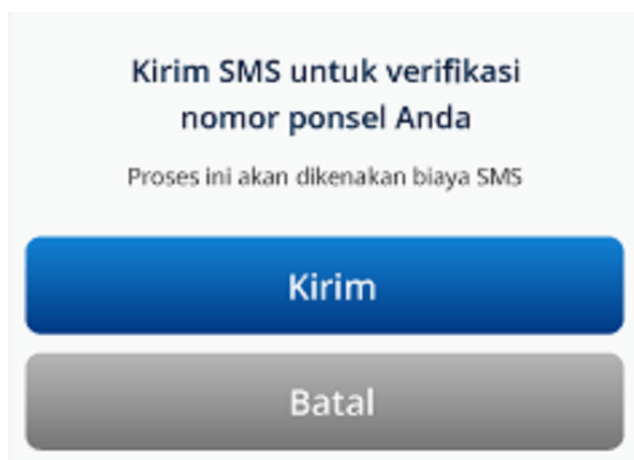 Kirim SMS untuk verifikasi
nomor ponsel Anda
Proses ini akan dikenakan biaya SMS
Kirim
Batal